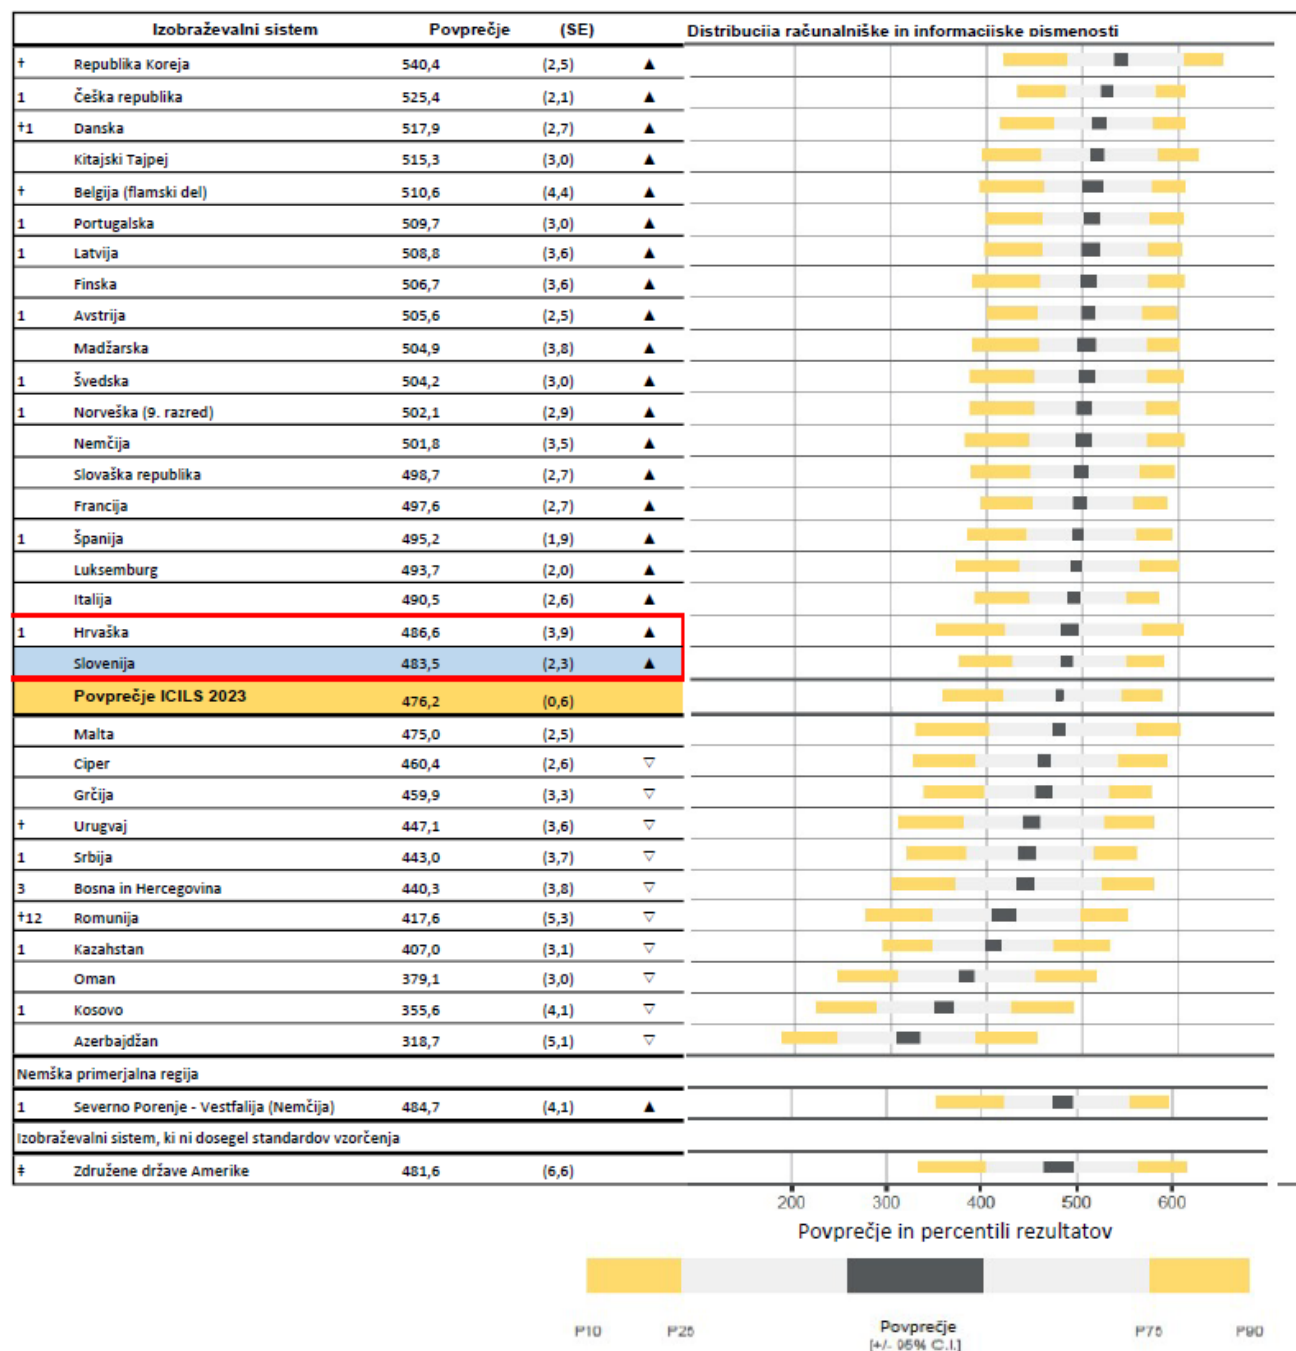 Izobraževalni sistem Povprečje (SE) Distribucija računalniške in informacijske pismenosti
† Republika Koreja 540,4 (2,5) ▲
1 Češka republika 525,4 (2,1) ▲
†1 Danska 517,9 (2,7) ▲
Kitajski Tajpej 515,3 (3,0) ▲
† Belgija (flamski del) 510,6 (4,4) ▲
1 Portugalska 509,7 (3,0) ▲
1 Latvija 508,8 (3,6) ▲
Finska 506,7 (3,6) ▲
1 Avstrija 505,6 (2,5) ▲
Madžarska 504,9 (3,8) ▲
1 Švedska 504,2 (3,0) ▲
1 Norveška (9. razred) 502,1 (2,9) ▲
Nemčija 501,8 (3,5) ▲
Slovaška republika 498,7 (2,7) ▲
Francija 497,6 (2,7) ▲
1 Španija 495,2 (1,9) ▲
Luksemburg 493,7 (2,0) ▲
Italija 490,5 (2,6) ▲
1 Hrvaška 486,6 (3,9) ▲
Slovenija 483,5 (2,3) ▲
Povprečje ICILS 2023 476,2 (0,6)
Malta 475,0 (2,5)
Ciper 460,4 (2,6) ▽
Grčija 459,9 (3,3) ▽
† Urugvaj 447,1 (3,6) ▽
1 Srbija 443,0 (3,7) ▽
3 Bosna in Hercegovina 440,3 (3,8) ▽
†12 Romunija 417,6 (5,3) ▽
1 Kazahstan 407,0 (3,1) ▽
Oman 379,1 (3,0) ▽
1 Kosovo 355,6 (4,1) ▽
Azerbajdžan 318,7 (5,1) ▽
Nemška primerjalna regija
1 Severno Porenje - Vestfalija (Nemčija) 484,7 (4,1) ▲
Izobraževalni sistem, ki ni dosegel standardov vzorčenja
‡ Združene države Amerike 481,6 (6,6)
200 300 400 500 600
Povprečje in percentili rezultatov
P10 P25 Povprečje P75 P90
[+/- 95% C.I.]